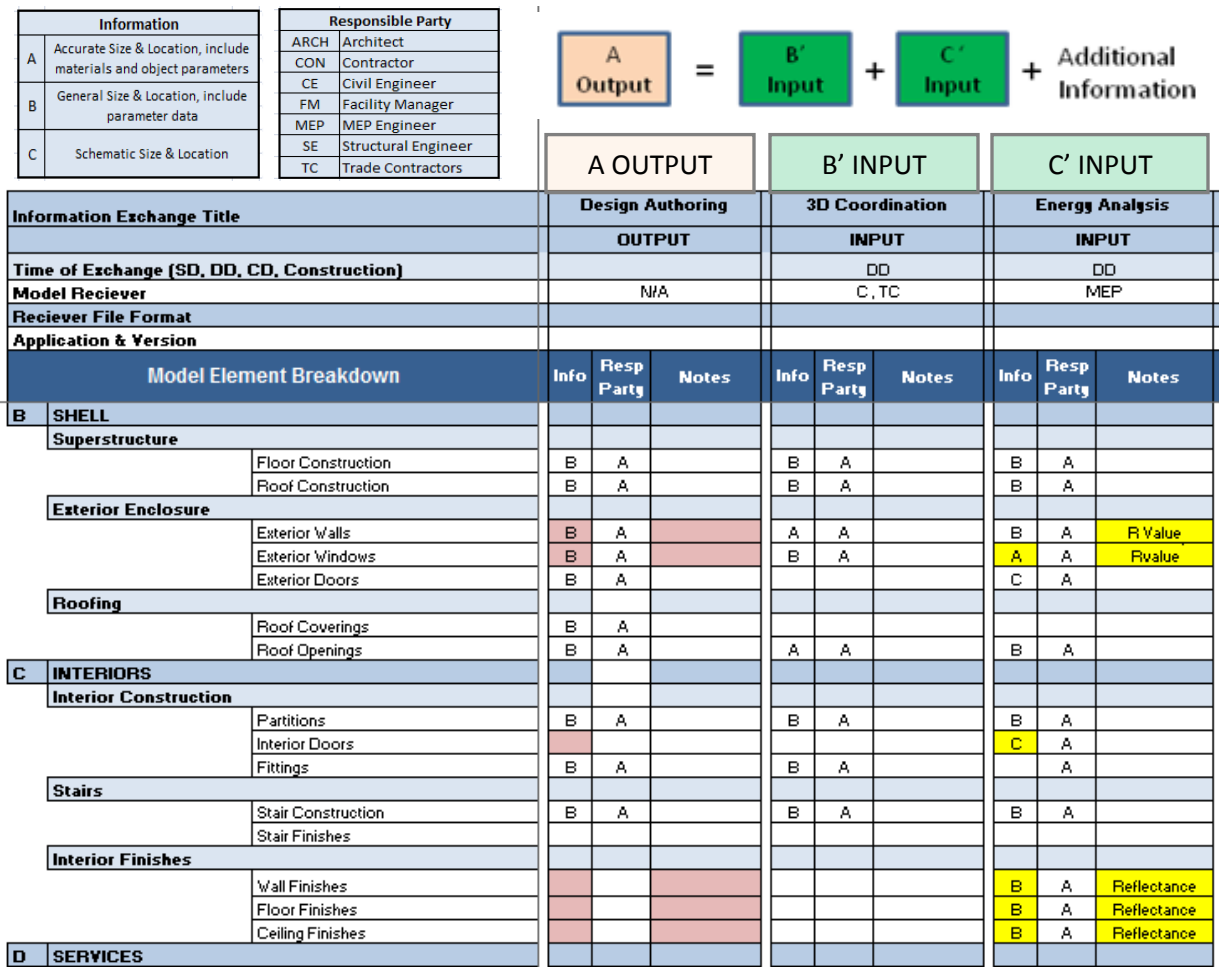 Information
A Accurate Size & Location, include
materials and object parameters
B General Size & Location, include
parameter data
C Schematic Size & Location
Responsible Party
ARCH Architect
CON Contractor
CE Civil Engineer
FM Facility Manager
MEP MEP Engineer
SE Structural Engineer
TC Trade Contractors
A
Output
=
B′
Input
+
C′
Input
+ Additional
Information
A OUTPUT B’ INPUT C’ INPUT
Information Exchange Title Design Authoring 3D Coordination Energy Analysis
OUTPUT INPUT INPUT
Time of Exchange (SD, DD, CD, Construction) DD DD
Model Reciever N/A C, TC MEP
Reciever File Format
Application & Version
Model Element Breakdown Info Resp Party Notes Info Resp Party Notes Info Resp Party Notes
B SHELL
Superstructure
Floor Construction B A B A B A
Roof Construction B A B A B A
Exterior Enclosure
Exterior Walls B A A A B A R Value
Exterior Windows B A B A A A Rvalue
Exterior Doors B A C A
Roofing
Roof Coverings B A
Roof Openings B A A A B A
C INTERIORS
Interior Construction
Partitions B A B A B A
Interior Doors C A
Fittings B A B A A
Stairs
Stair Construction B A B A B A
Stair Finishes
Interior Finishes
Wall Finishes B A Reflectance
Floor Finishes B A Reflectance
Ceiling Finishes B A Reflectance
D SERVICES